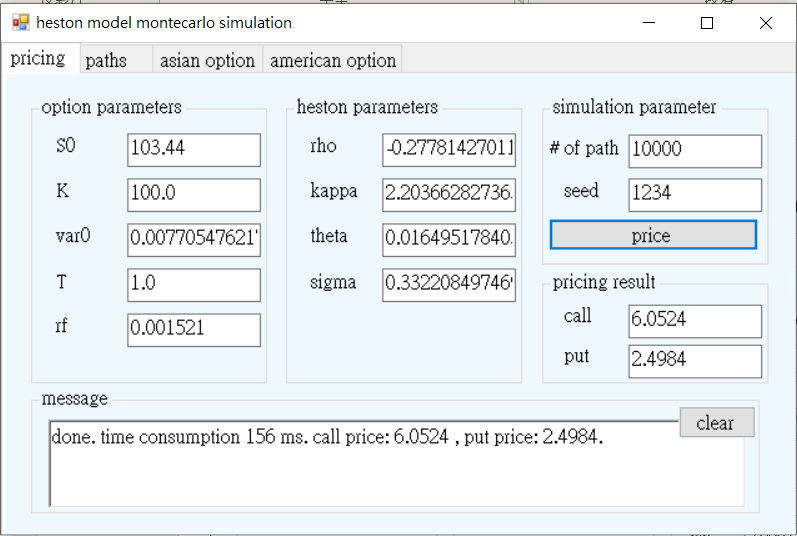 heston model montecarlo simulation
pricing paths asian option american option
option parameters
S0 103.44
K 100.0
var0 0.00770547621
T 1.0
rf 0.001521
heston parameters
rho -0.27781427011
kappa 2.20366282736
theta 0.01649517840
sigma 0.3322084974
simulation parameter
# of path 10000
seed 1234
price
pricing result
call 6.0524
put 2.4984
message
clear
done. time consumption 156 ms. call price: 6.0524 , put price: 2.4984.